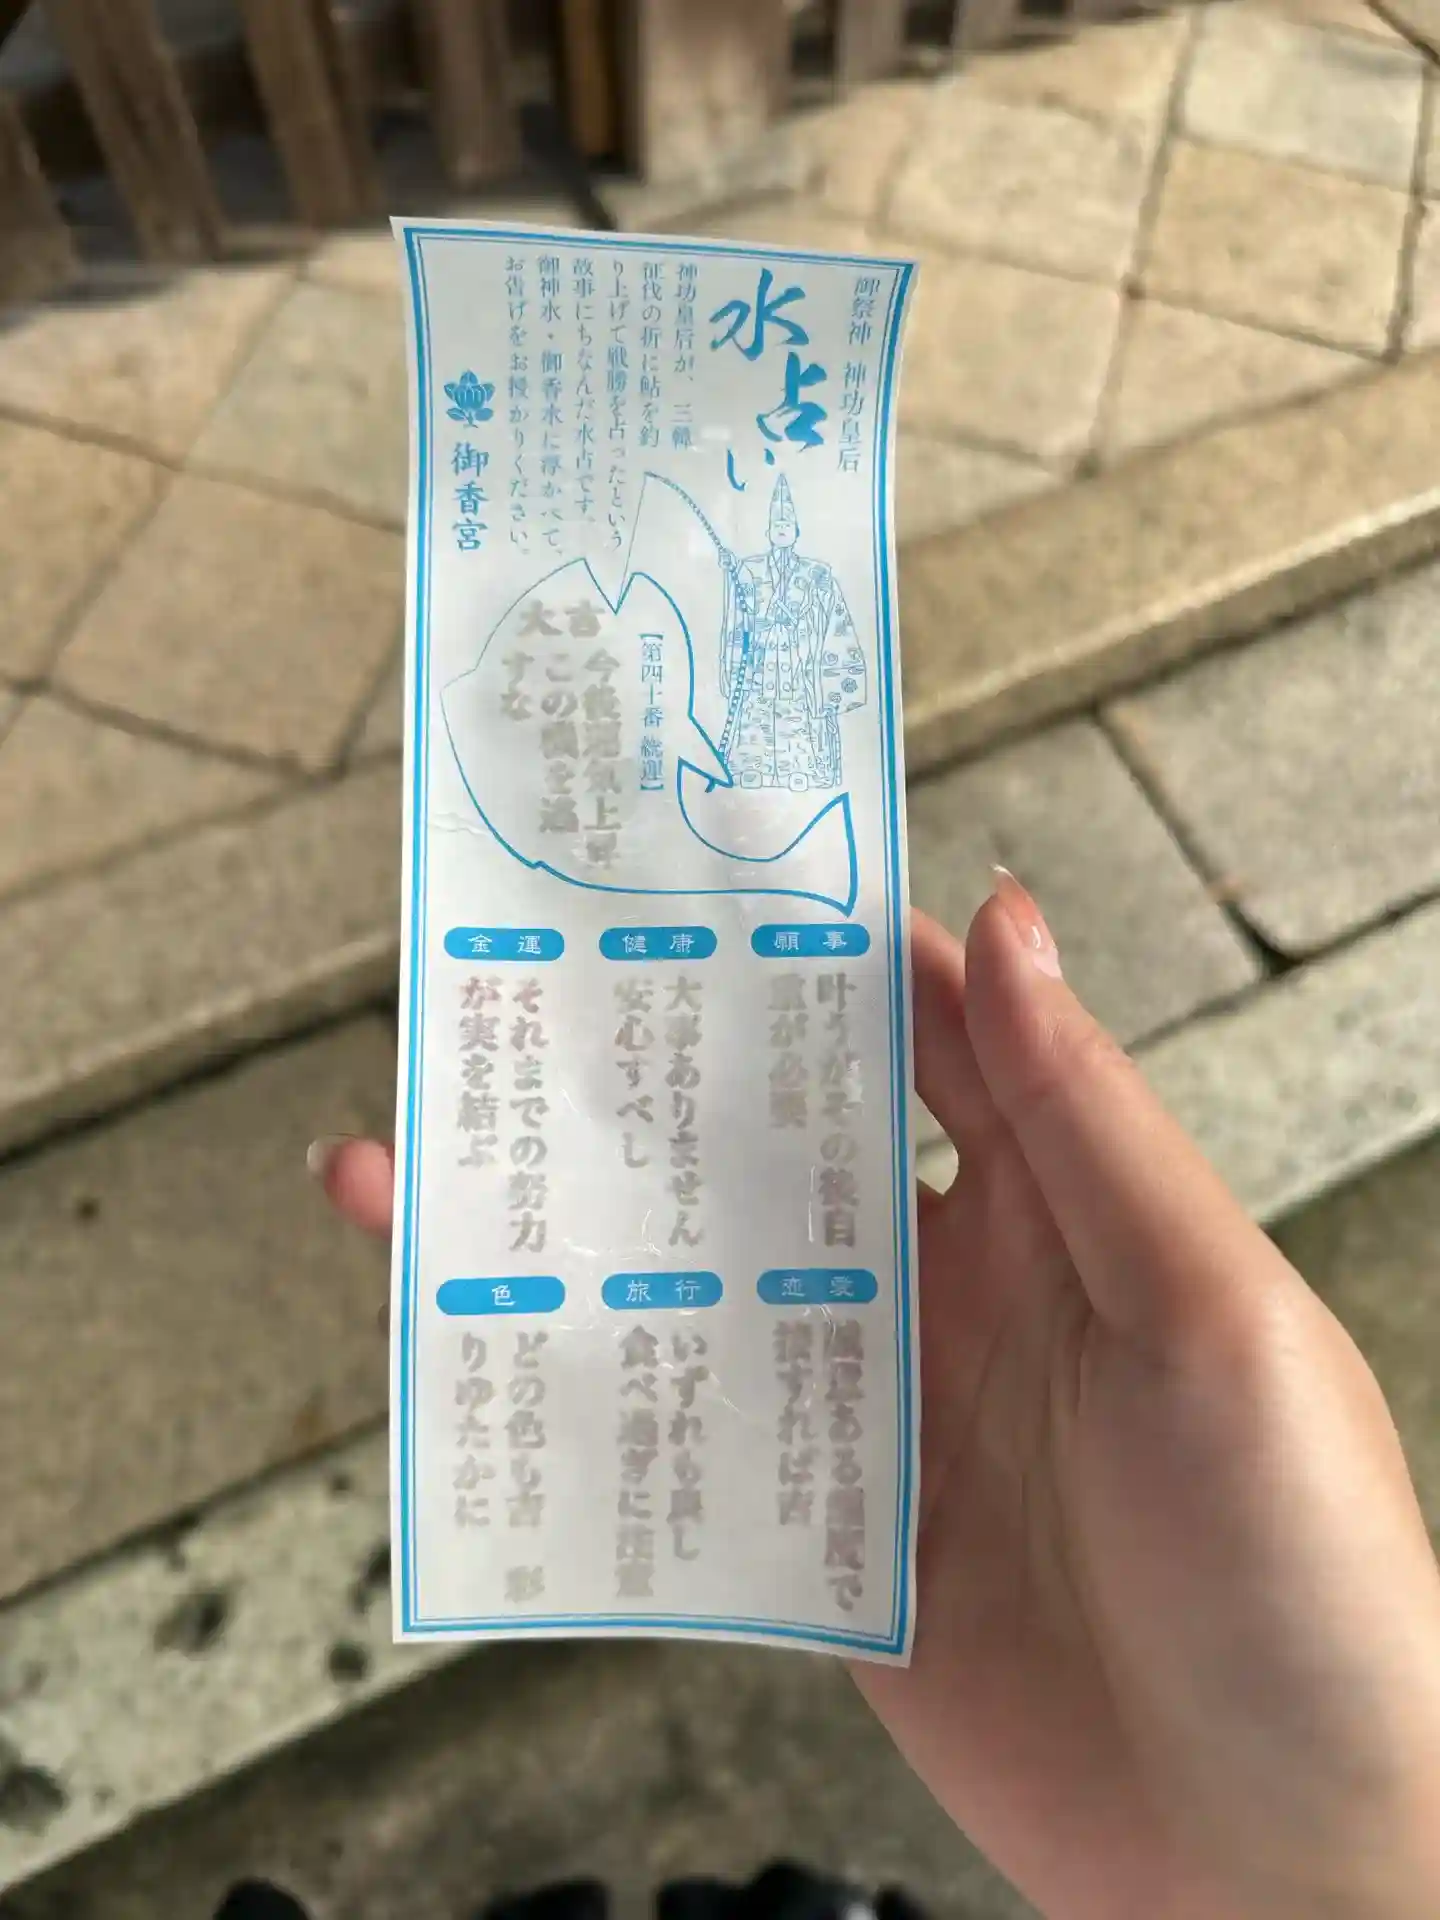 御祭神 神功皇后
水占い
神功皇后が、三韓
征伐の折に鮎を釣
り上げて戦勝を占ったという
故事にちなんだ水占です。
御神水・御香水に浮かべて、
お告げをお授かりください。
御香宮
【第四十番 総運】
大吉
今後運気上昇
この機を逃
すな
願事
叶うがその後自
重が必要
健康
大事ありません
安心すべし
金運
それまでの努力
が実を結ぶ
恋愛
ある態度で
接すれば吉
旅行
いずれも良し
食べ過ぎに注意
色
どの色も吉 彩
りゆたかに